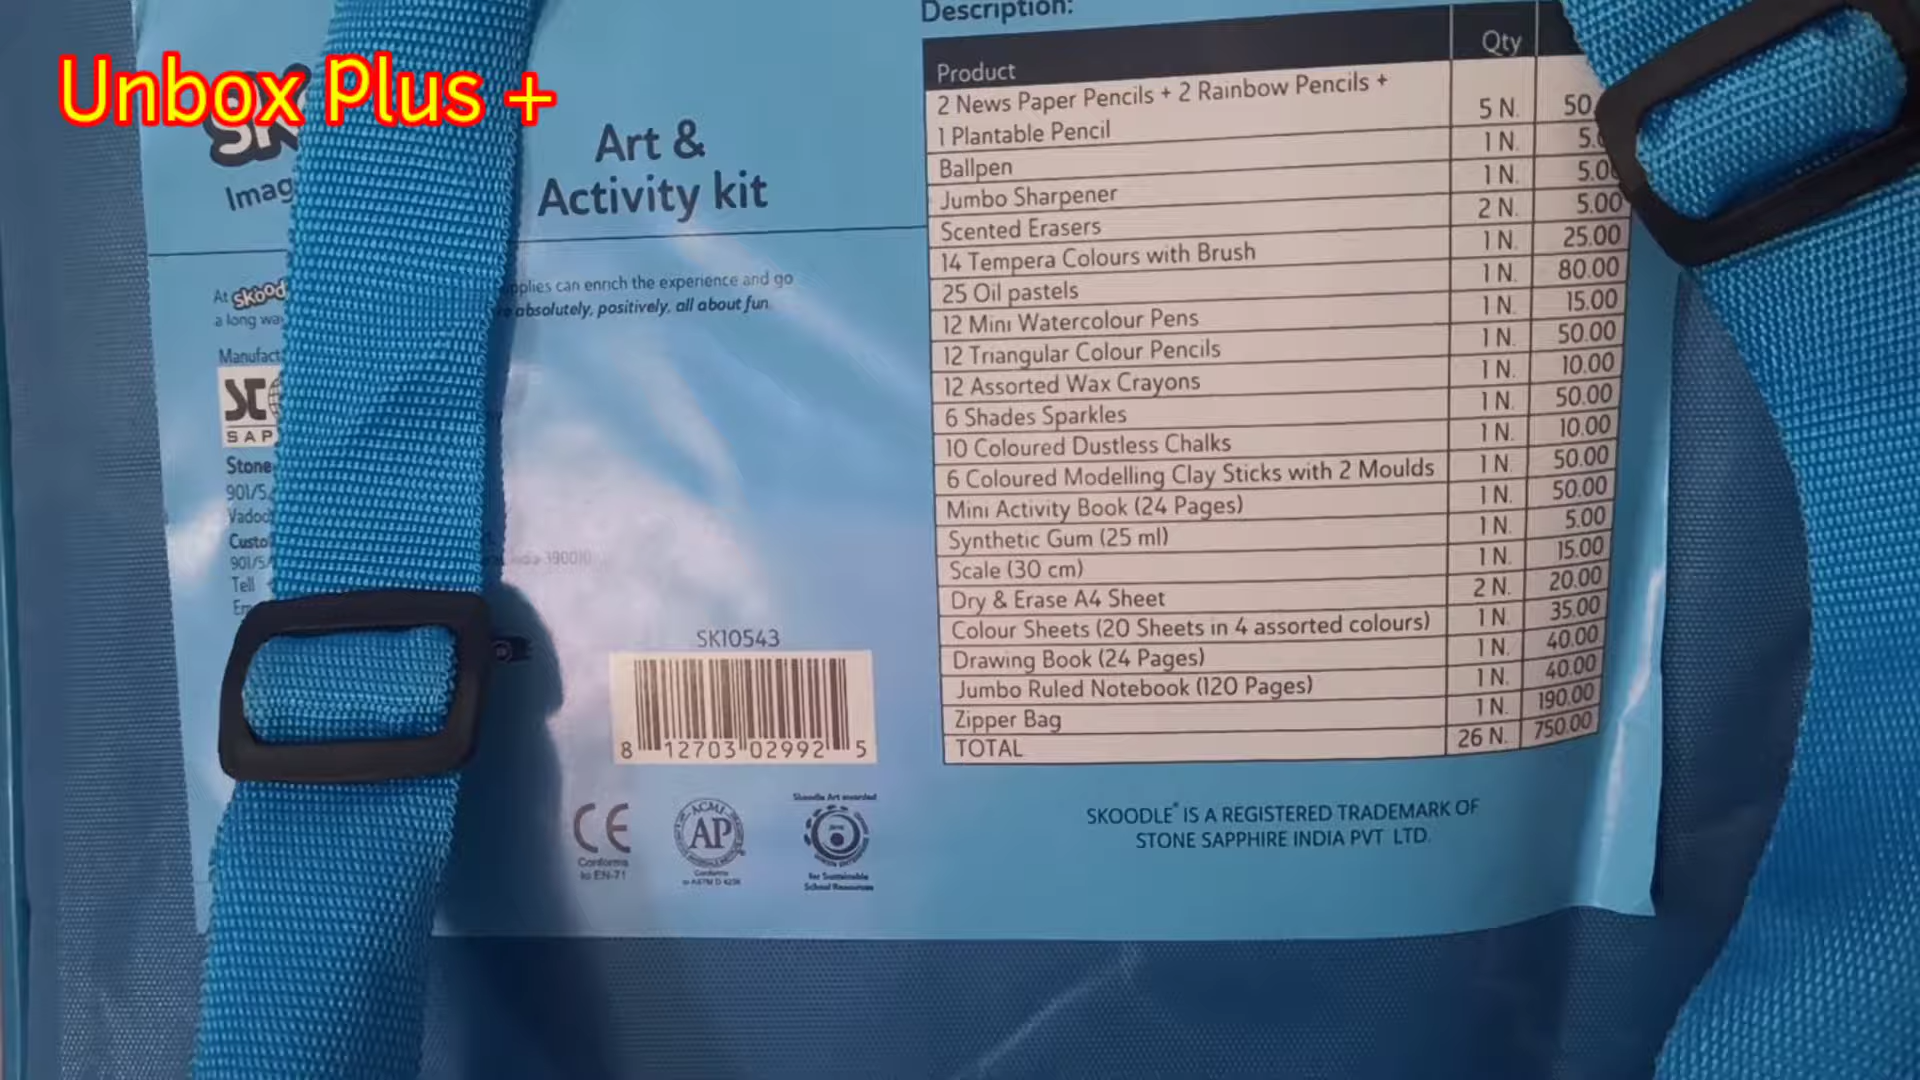 Unbox Plus +
Art &
Activity kit
At Skood
a long wa
plies can enrich the experience and go
absolutely, positively, all about fun.
Manufact
SAP
Stone
901/5,
Vadod
Custo
901/5/
Tell
Em
390010
SK10543
8 12703 02992 5
CE
Conforms
to EN-71
ACMI
AP
Conforms
to ASTM D 4236
Skoodle Art awarded
for Sustainable
School Resources
Description:
Product Qty
2 News Paper Pencils + 2 Rainbow Pencils +
1 Plantable Pencil 5 N. 50.
Ballpen 1 N. 5.0
Jumbo Sharpener 1 N. 5.00
Scented Erasers 2 N. 5.00
14 Tempera Colours with Brush 1 N. 25.00
25 Oil pastels 1 N. 80.00
12 Mini Watercolour Pens 1 N. 15.00
12 Triangular Colour Pencils 1 N. 50.00
12 Assorted Wax Crayons 1 N. 10.00
6 Shades Sparkles 1 N. 50.00
10 Coloured Dustless Chalks 1 N. 10.00
6 Coloured Modelling Clay Sticks with 2 Moulds 1 N. 50.00
Mini Activity Book (24 Pages) 1 N. 50.00
Synthetic Gum (25 ml) 1 N. 5.00
Scale (30 cm) 1 N. 15.00
Dry & Erase A4 Sheet 2 N. 20.00
Colour Sheets (20 Sheets in 4 assorted colours) 1 N. 35.00
Drawing Book (24 Pages) 1 N. 40.00
Jumbo Ruled Notebook (120 Pages) 1 N. 40.00
Zipper Bag 1 N. 190.00
TOTAL 26 N. 750.00
SKOODLE® IS A REGISTERED TRADEMARK OF
STONE SAPPHIRE INDIA PVT LTD.